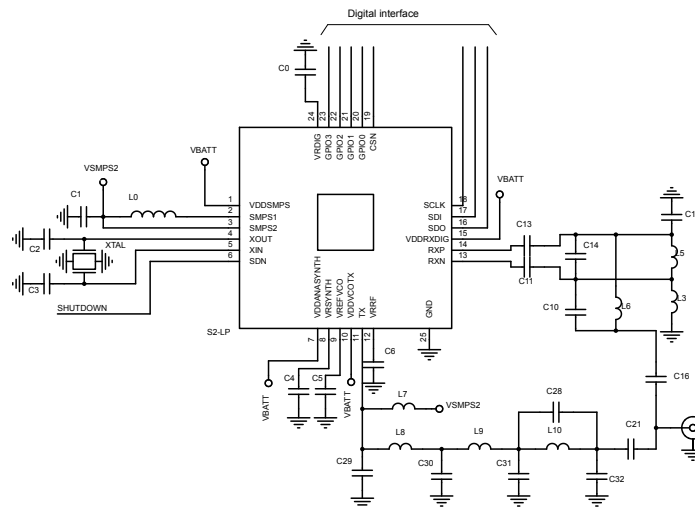 Digital interface
C0
24
23
22
21
20
19
VRDIG
GPIO3
GPIO2
GPIO1
GPIO0
CSN
VBATT
VSMPS2
VBATT
C1
L0
1
2
3
4
5
6
VDDSMPS
SMPS1
SMPS2
XOUT
XIN
SDN
SCLK
SDI
SDO
VDDRXDIG
RXP
RXN
18
17
16
15
14
13
C13
C1
C2
XTAL
C14
L5
C11
C3
C10
L6
L3
SHUTDOWN
S2-LP
VDDANASYNTH
VRSYNTH
VREFVCO
VDDVCOTX
TX
VRRF
GND
7
8
9
10
11
12
25
C6
C4
C5
VBATT
VBATT
C16
L7
VSMPS2
C28
L8
L9
L10
C21
C29
C30
C31
C32